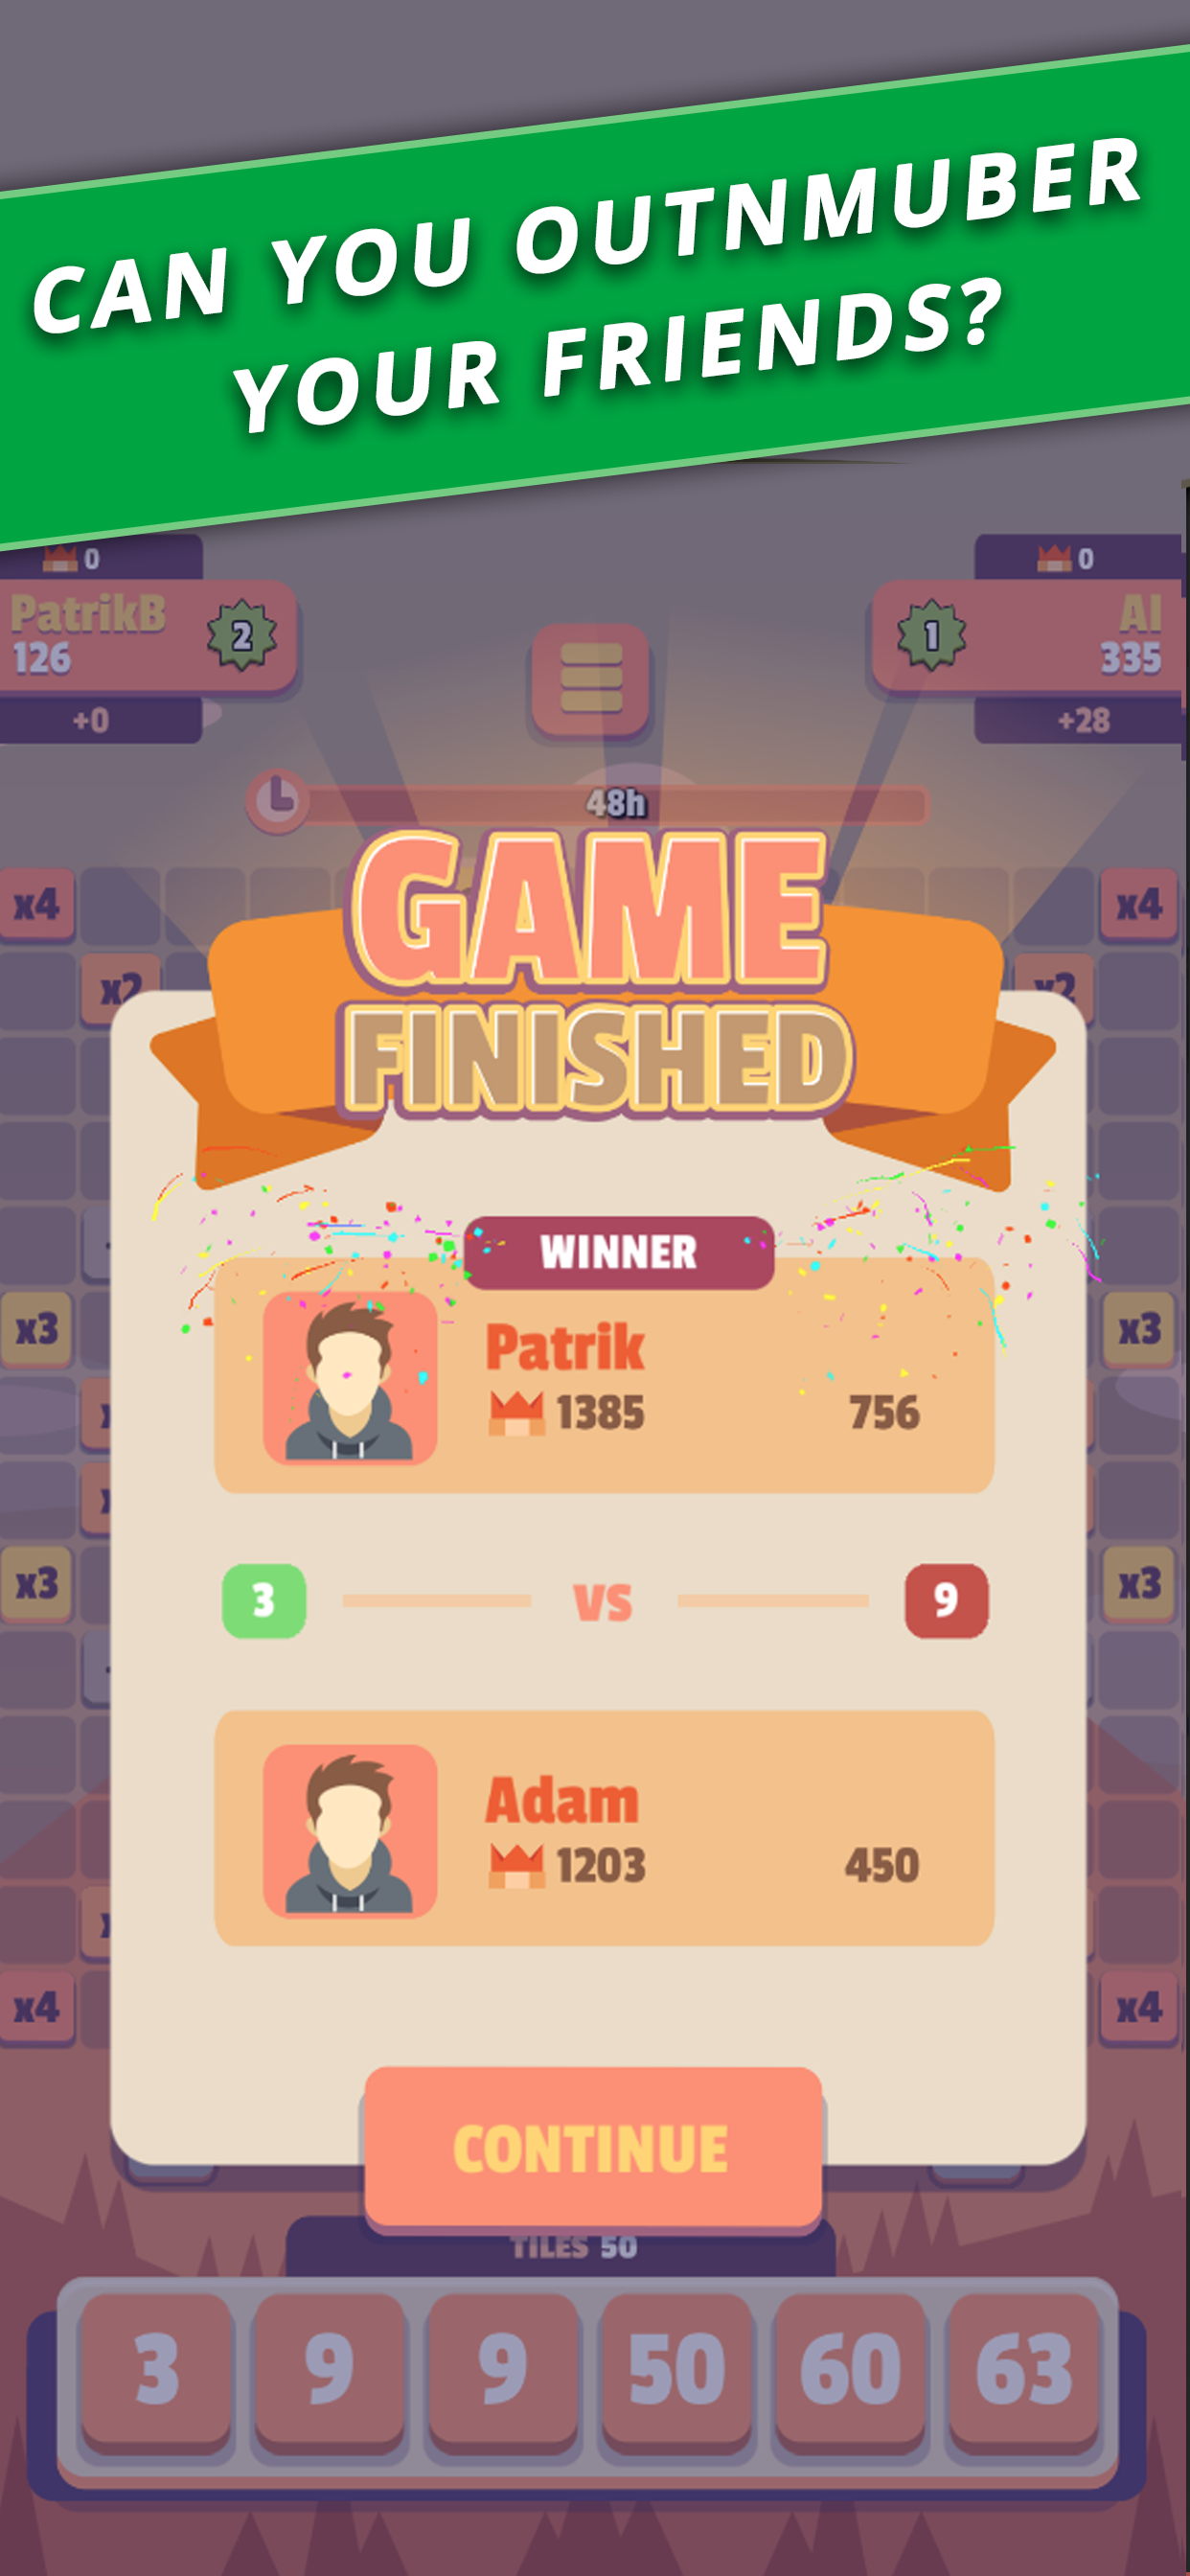 CAN YOU OUTNMUBER
YOUR FRIENDS?
0
0
PatrikB
2
126
+0
1
AI
335
+28
48h
x4
x4
GAME
x2
x2
FINISHED
WINNER
x3
x3
Patrik
1385
756
x3
x3
3
VS
9
Adam
1203
450
x4
x4
CONTINUE
TILES 50
3
9
9
50
60
63